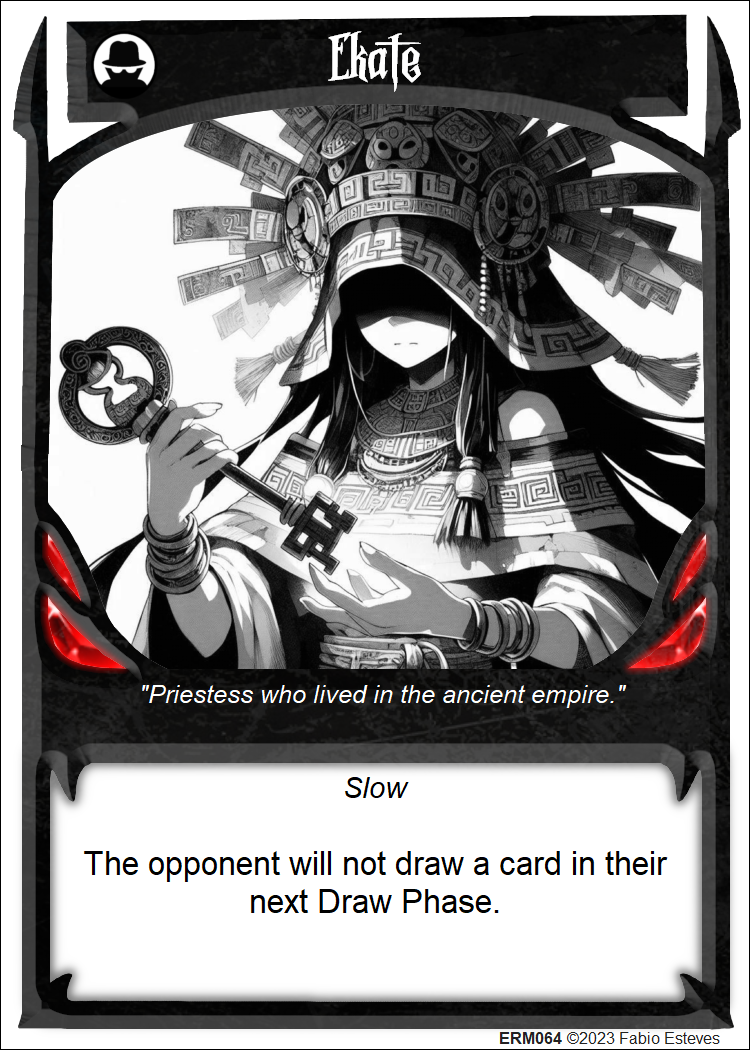 Ekate
"Priestess who lived in the ancient empire."
Slow
The opponent will not draw a card in their
next Draw Phase.
ERM064 ©2023 Fabio Esteves